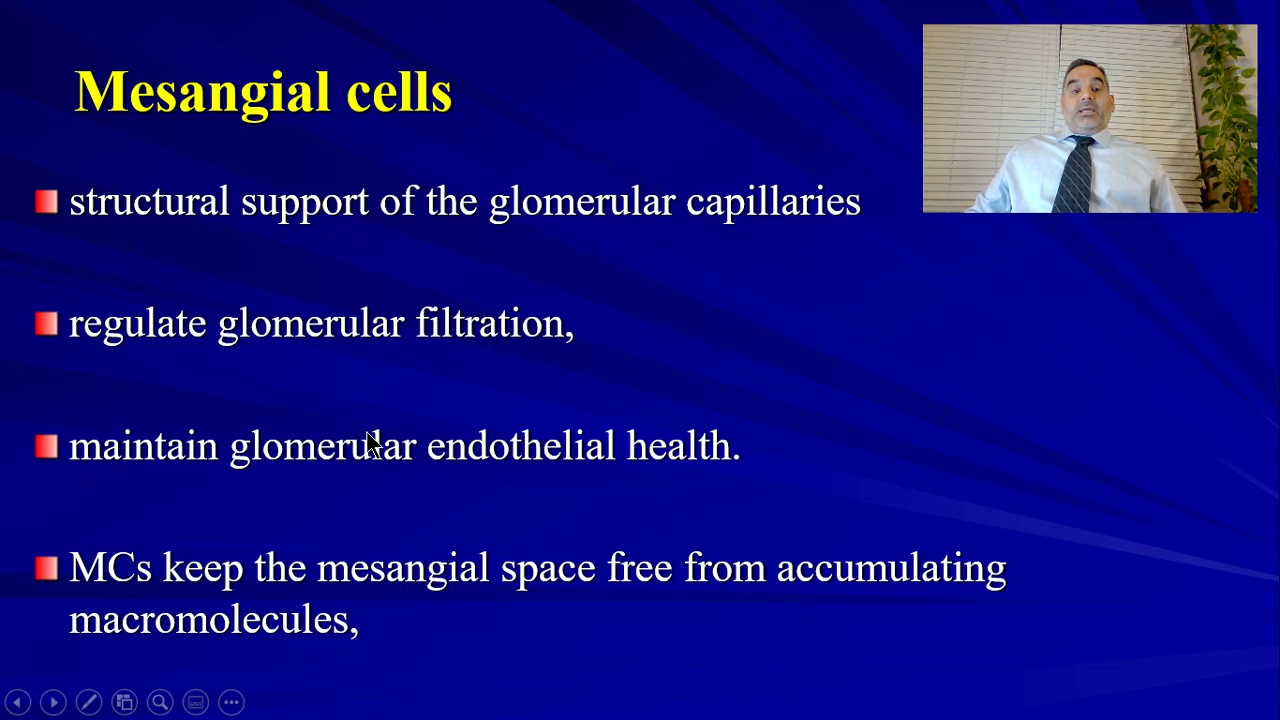 Mesangial cells
structural support of the glomerular capillaries
regulate glomerular filtration,
maintain glomerular endothelial health.
MCs keep the mesangial space free from accumulating
macromolecules,